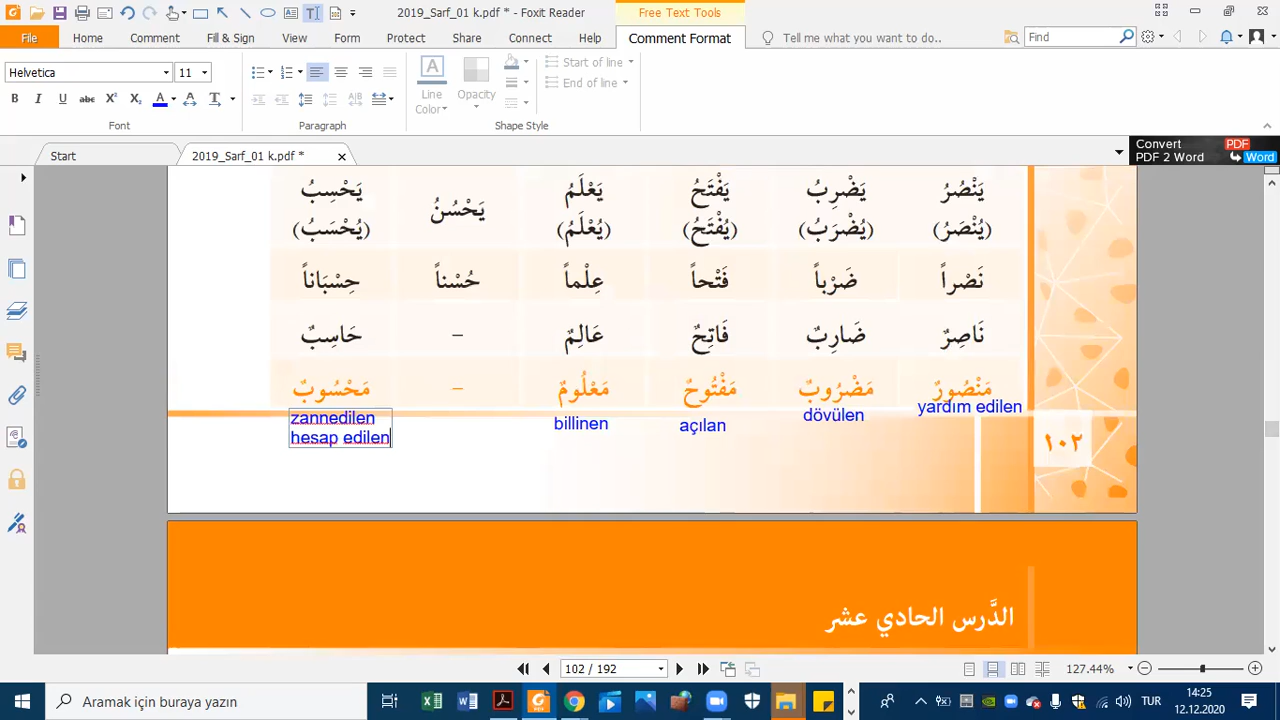 2019_Sarf_01 k.pdf * - Foxit Reader
Free Text Tools
File Home Comment Fill & Sign View Form Protect Share Connect Help Comment Format Tell me what you want to do.. Find
Helvetica 11
Line Color Opacity
Start of line
End of line
Font Paragraph Shape Style
Start 2019_Sarf_01 k.pdf *
Convert PDF
PDF 2 Word Word
يَنْصُرُ يَضْرِبُ يَفْتَحُ يَعْلَمُ يَحْسُنُ يَحْسِبُ
(يُنْصَرُ) (يُضْرَبُ) (يُفْتَحُ) (يُعْلَمُ) (يُحْسَبُ)
نَصْراً ضَرْباً فَتْحاً عِلْماً حُسْناً حِسْبَاناً
نَاصِرٌ ضَارِبٌ فَاتِحٌ عَالِمٌ – حَاسِبٌ
مَنْصُورٌ مَضْرُوبٌ مَفْتُوحٌ مَعْلُومٌ – مَحْسُوبٌ
yardım edilen dövülen açılan billinen zannedilen
hesap edilen
١٠٢
الدَّرس الحادي عشر
102 / 192 127.44%
Aramak için buraya yazın
TUR
14:25
12.12.2020